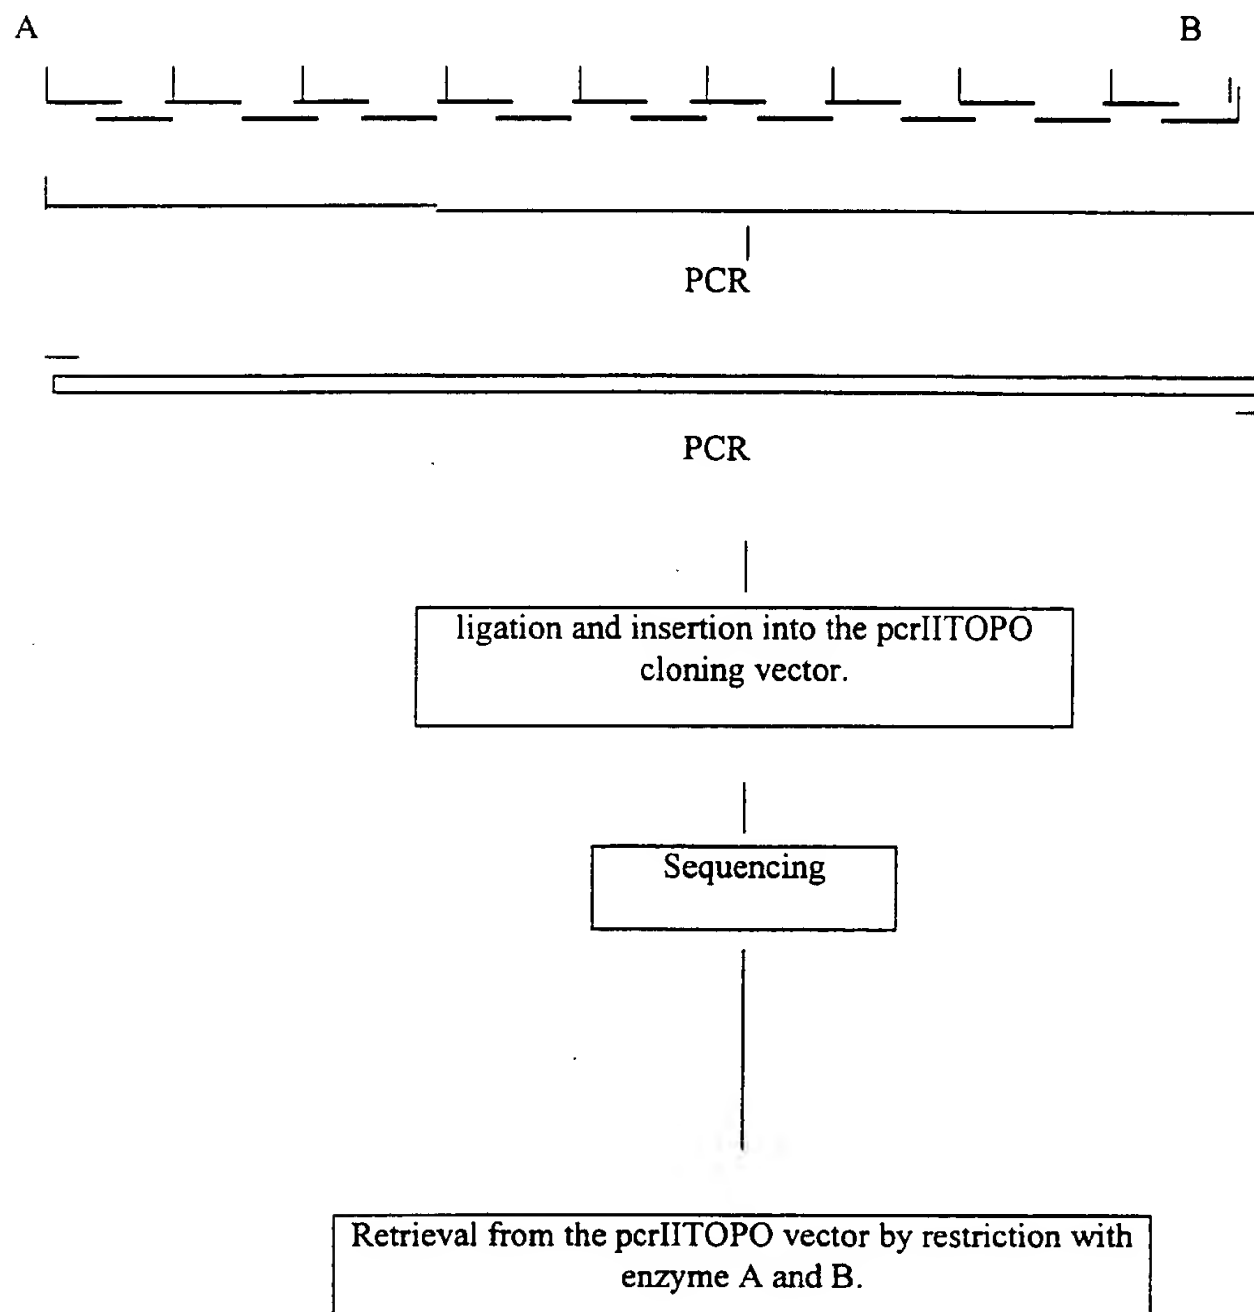 A
B
PCR
PCR
ligation and insertion into the pcrIITOPO
cloning vector.
Sequencing
Retrieval from the pcrIITOPO vector by restriction with
enzyme A and B.